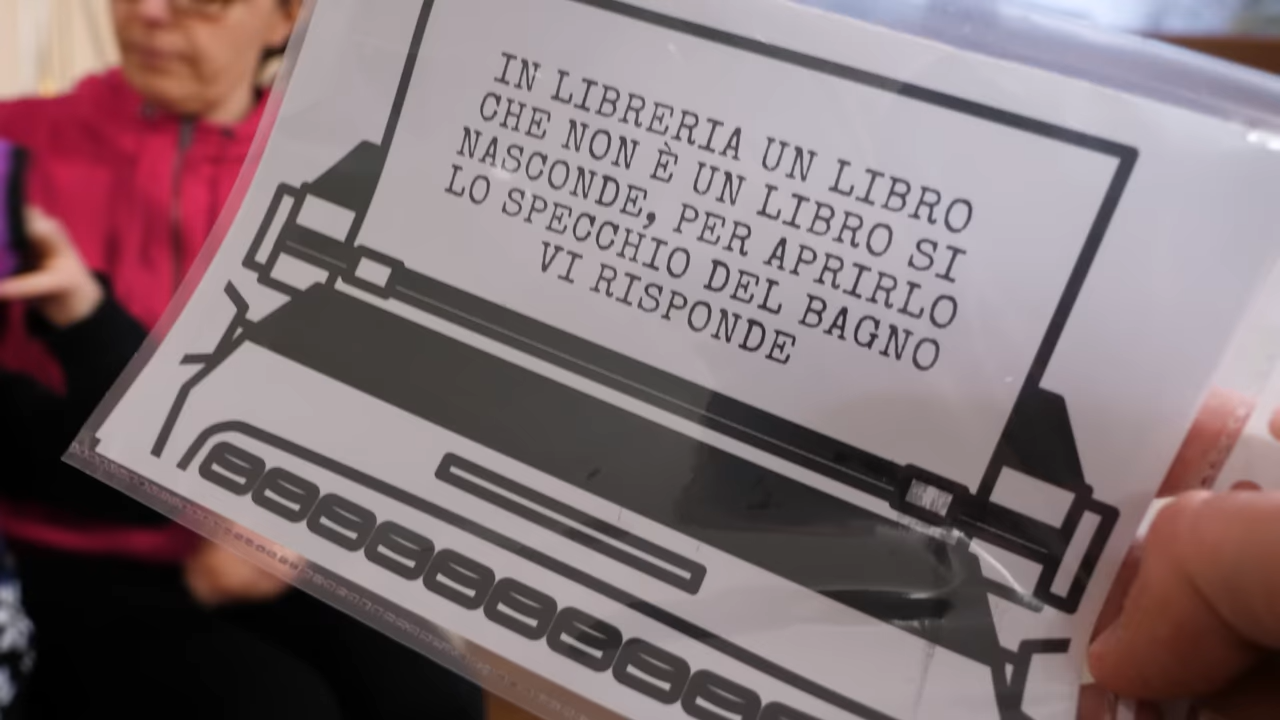 IN LIBRERIA UN LIBRO
CHE NON È UN LIBRO SI
NASCONDE, PER APRIRLO
LO SPECCHIO DEL BAGNO
VI RISPONDE